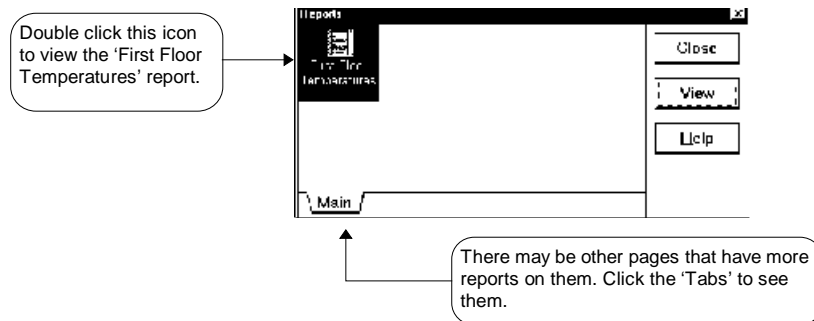 Double click this icon
to view the ‘First Floor
Temperatures’ report.
Reports
First Floor
Temperatures
Close
View
Help
Main
There may be other pages that have more
reports on them. Click the ‘Tabs’ to see
them.